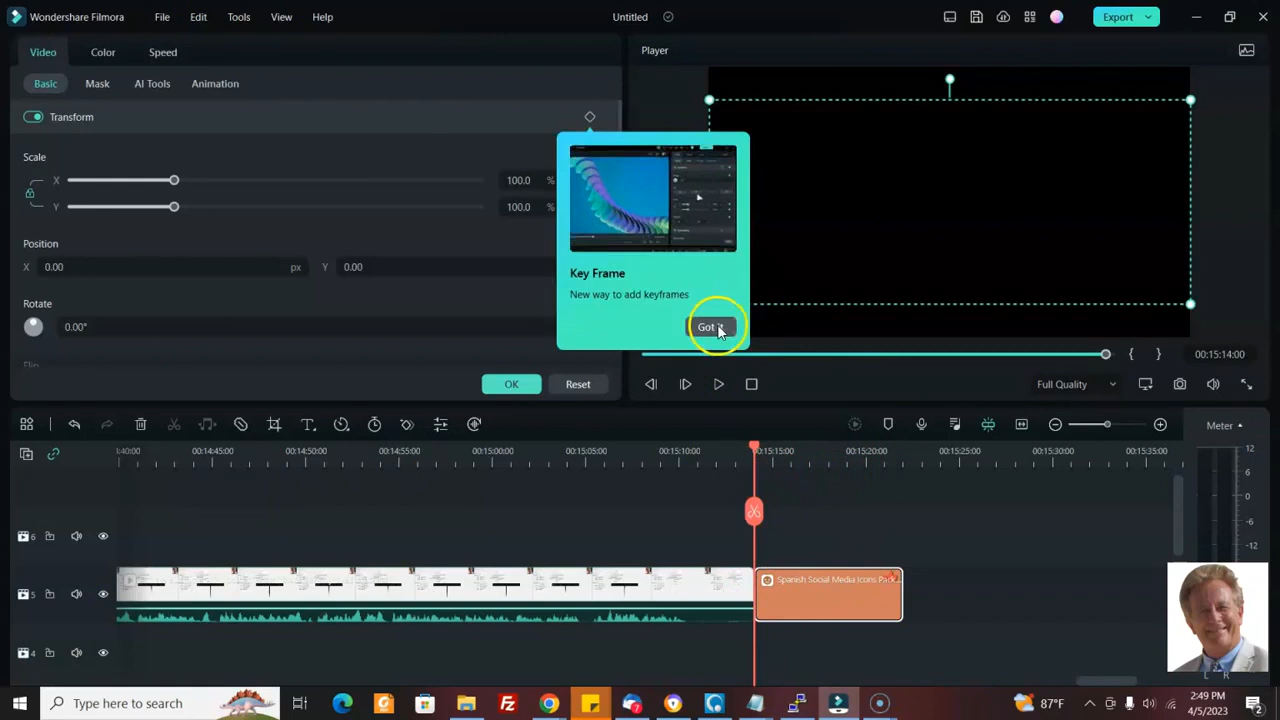 Wondershare Filmora File Edit Tools View Help Untitled Export
Video Color Speed Player
Basic Mask AI Tools Animation
Transform
Scale
X 100.0 %
Y 100.0 %
Position
X 0.00 px Y 0.00
Rotate
0.00°
Flip
OK Reset
Key Frame
New way to add keyframes
Got it
00:15:14:00
Full Quality
Meter
00:14:45:00 00:14:50:00 00:14:55:00 00:15:00:00 00:15:05:00 00:15:10:00 00:15:15:00 00:15:20:00 00:15:25:00 00:15:30:00 00:15:35:00
12
6
0
-6
-12
6
5
4
Spanish Social Media Icons Pack
L R
Type here to search
87°F
2:49 PM
4/5/2023